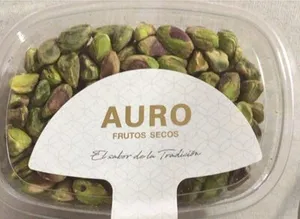 AURO
FRUTOS SECOS
El sabor de la Tradición